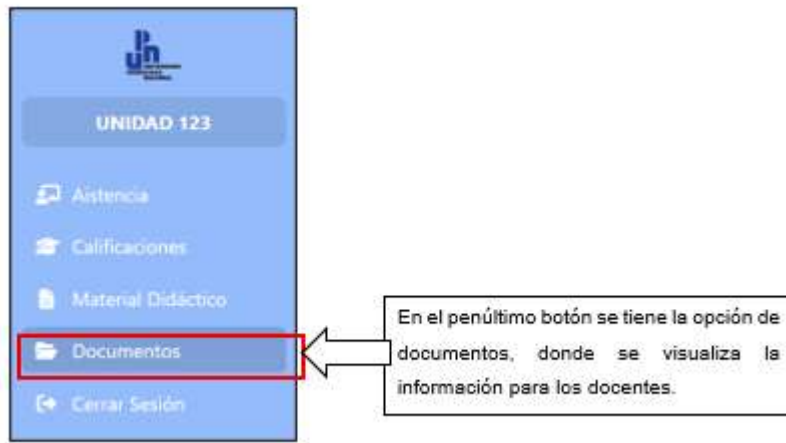 UNIDAD 123
Aistencia
Calificaciones
Material Didáctico
Documentos
Cerrar Sesión
En el penúltimo botón se tiene la opción de
documentos, donde se visualiza la
información para los docentes.